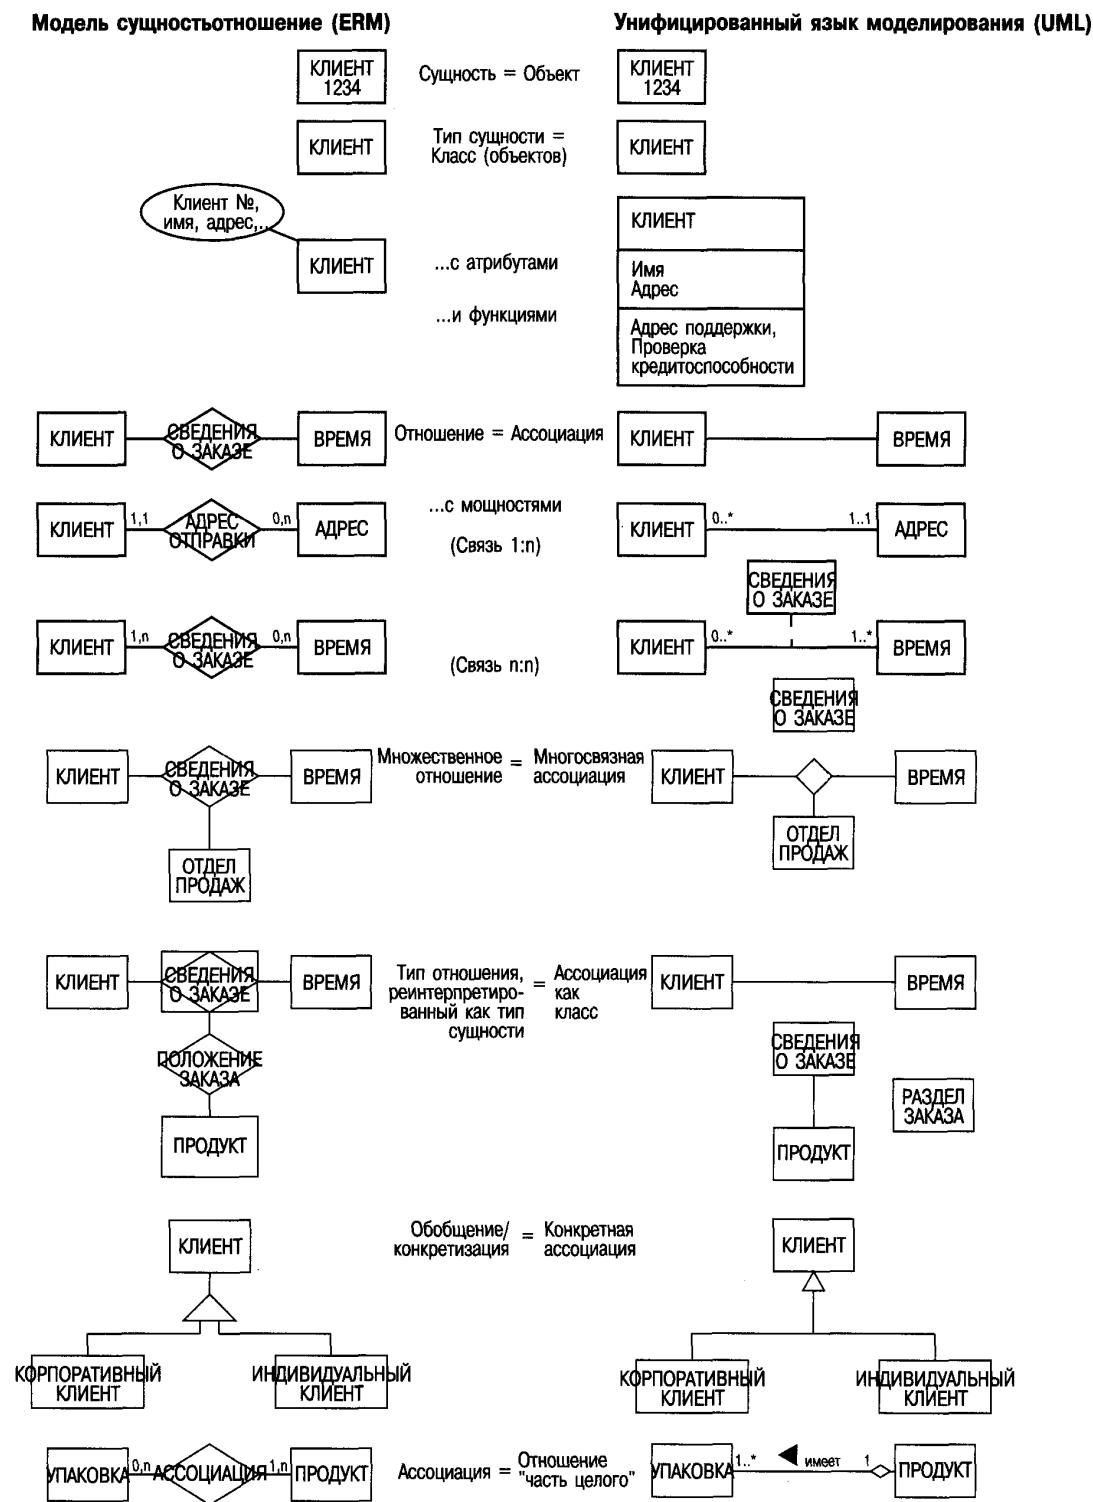 Модель сущностьотношение (ERM)
Унифицированный язык моделирования (UML)
КЛИЕНТ
1234
Сущность = Объект
КЛИЕНТ
1234
КЛИЕНТ
Тип сущности =
Класс (объектов)
КЛИЕНТ
Клиент №,
имя, адрес,..
КЛИЕНТ
...с атрибутами
...и функциями
КЛИЕНТ
Имя
Адрес
Адрес поддержки,
Проверка
кредитоспособности
КЛИЕНТ
СВЕДЕНИЯ
О ЗАКАЗЕ
ВРЕМЯ
Отношение = Ассоциация
КЛИЕНТ
ВРЕМЯ
КЛИЕНТ
1,1
АДРЕС
ОТПРАВКИ
0,n
АДРЕС
...с мощностями
(Связь 1:n)
КЛИЕНТ
0..*
1..1
АДРЕС
КЛИЕНТ
1,n
СВЕДЕНИЯ
О ЗАКАЗЕ
0,n
ВРЕМЯ
(Связь n:n)
СВЕДЕНИЯ
О ЗАКАЗЕ
КЛИЕНТ
0..*
1..*
ВРЕМЯ
КЛИЕНТ
СВЕДЕНИЯ
О ЗАКАЗЕ
ВРЕМЯ
ОТДЕЛ
ПРОДАЖ
Множественное = Многосвязная
отношение ассоциация
СВЕДЕНИЯ
О ЗАКАЗЕ
КЛИЕНТ
ВРЕМЯ
ОТДЕЛ
ПРОДАЖ
КЛИЕНТ
СВЕДЕНИЯ
О ЗАКАЗЕ
ВРЕМЯ
ПОЛОЖЕНИЕ
ЗАКАЗА
ПРОДУКТ
Тип отношения, Ассоциация
реинтерпретиро- = как
ванный как тип класс
сущности
КЛИЕНТ
ВРЕМЯ
СВЕДЕНИЯ
О ЗАКАЗЕ
РАЗДЕЛ
ЗАКАЗА
ПРОДУКТ
КЛИЕНТ
КОРПОРАТИВНЫЙ
КЛИЕНТ
ИНДИВИДУАЛЬНЫЙ
КЛИЕНТ
Обобщение/ = Конкретная
конкретизация ассоциация
КЛИЕНТ
КОРПОРАТИВНЫЙ
КЛИЕНТ
ИНДИВИДУАЛЬНЫЙ
КЛИЕНТ
УПАКОВКА
0,n
АССОЦИАЦИЯ
1,n
ПРОДУКТ
Ассоциация = Отношение
"часть целого"
УПАКОВКА
1..*
имеет
1
ПРОДУКТ